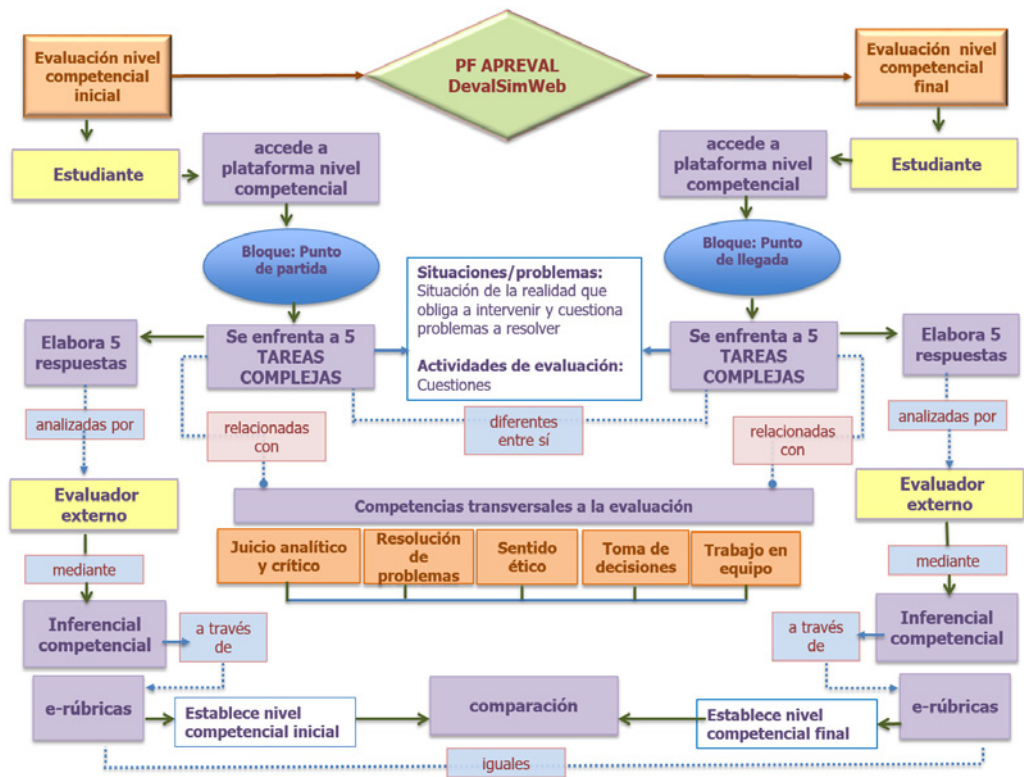 Evaluación nivel
competencial
inicial
PF APREVAL
DevalSimWeb
Evaluación nivel
competencial
final
Estudiante
accede a
plataforma nivel
competencial
accede a
plataforma nivel
competencial
Estudiante
Bloque: Punto
de partida
Bloque: Punto
de llegada
Situaciones/problemas:
Situación de la realidad que
obliga a intervenir y cuestiona
problemas a resolver
Actividades de evaluación:
Cuestiones
Elabora 5
respuestas
Se enfrenta a 5
TAREAS
COMPLEJAS
Se enfrenta a 5
TAREAS
COMPLEJAS
Elabora 5
respuestas
analizadas por
relacionadas
con
diferentes
entre sí
relacionadas
con
analizadas por
Evaluador
externo
Competencias transversales a la evaluación
Evaluador
externo
Juicio analítico
y crítico
Resolución
de
problemas
Sentido
ético
Toma de
decisiones
Trabajo en
equipo
mediante
mediante
Inferencial
competencial
a través
de
a través
de
Inferencial
competencial
e-rúbricas
Establece nivel
competencial inicial
comparación
Establece nivel
competencial final
e-rúbricas
iguales